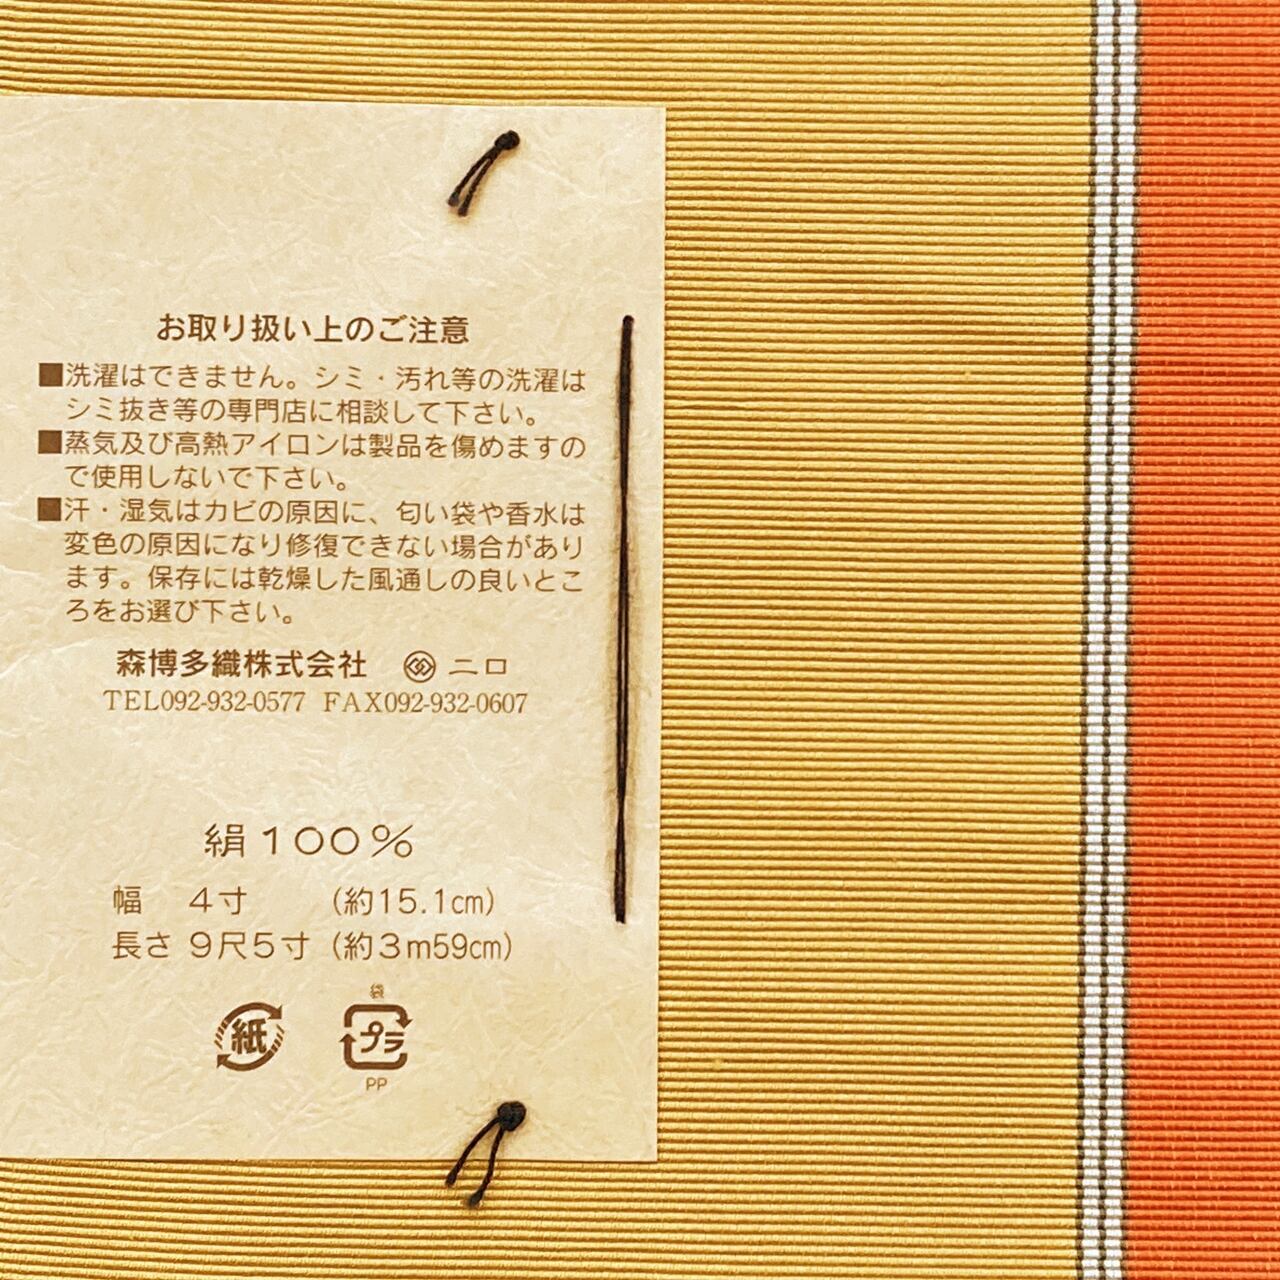 お取り扱い上のご注意
■洗濯はできません。シミ・汚れ等の洗濯は
シミ抜き等の専門店に相談して下さい。
■蒸気及び高熱アイロンは製品を傷めますの
で使用しないで下さい。
■汗・湿気はカビの原因に、匂い袋や香水は
変色の原因になり修復できない場合があり
ます。保存には乾燥した風通しの良いとこ
ろをお選び下さい。
森博多織株式会社 ニロ
TEL092-932-0577 FAX092-932-0607
絹100%
幅 4寸 (約15.1cm)
長さ 9尺5寸 (約3m59cm)
袋
紙 プラ
PP